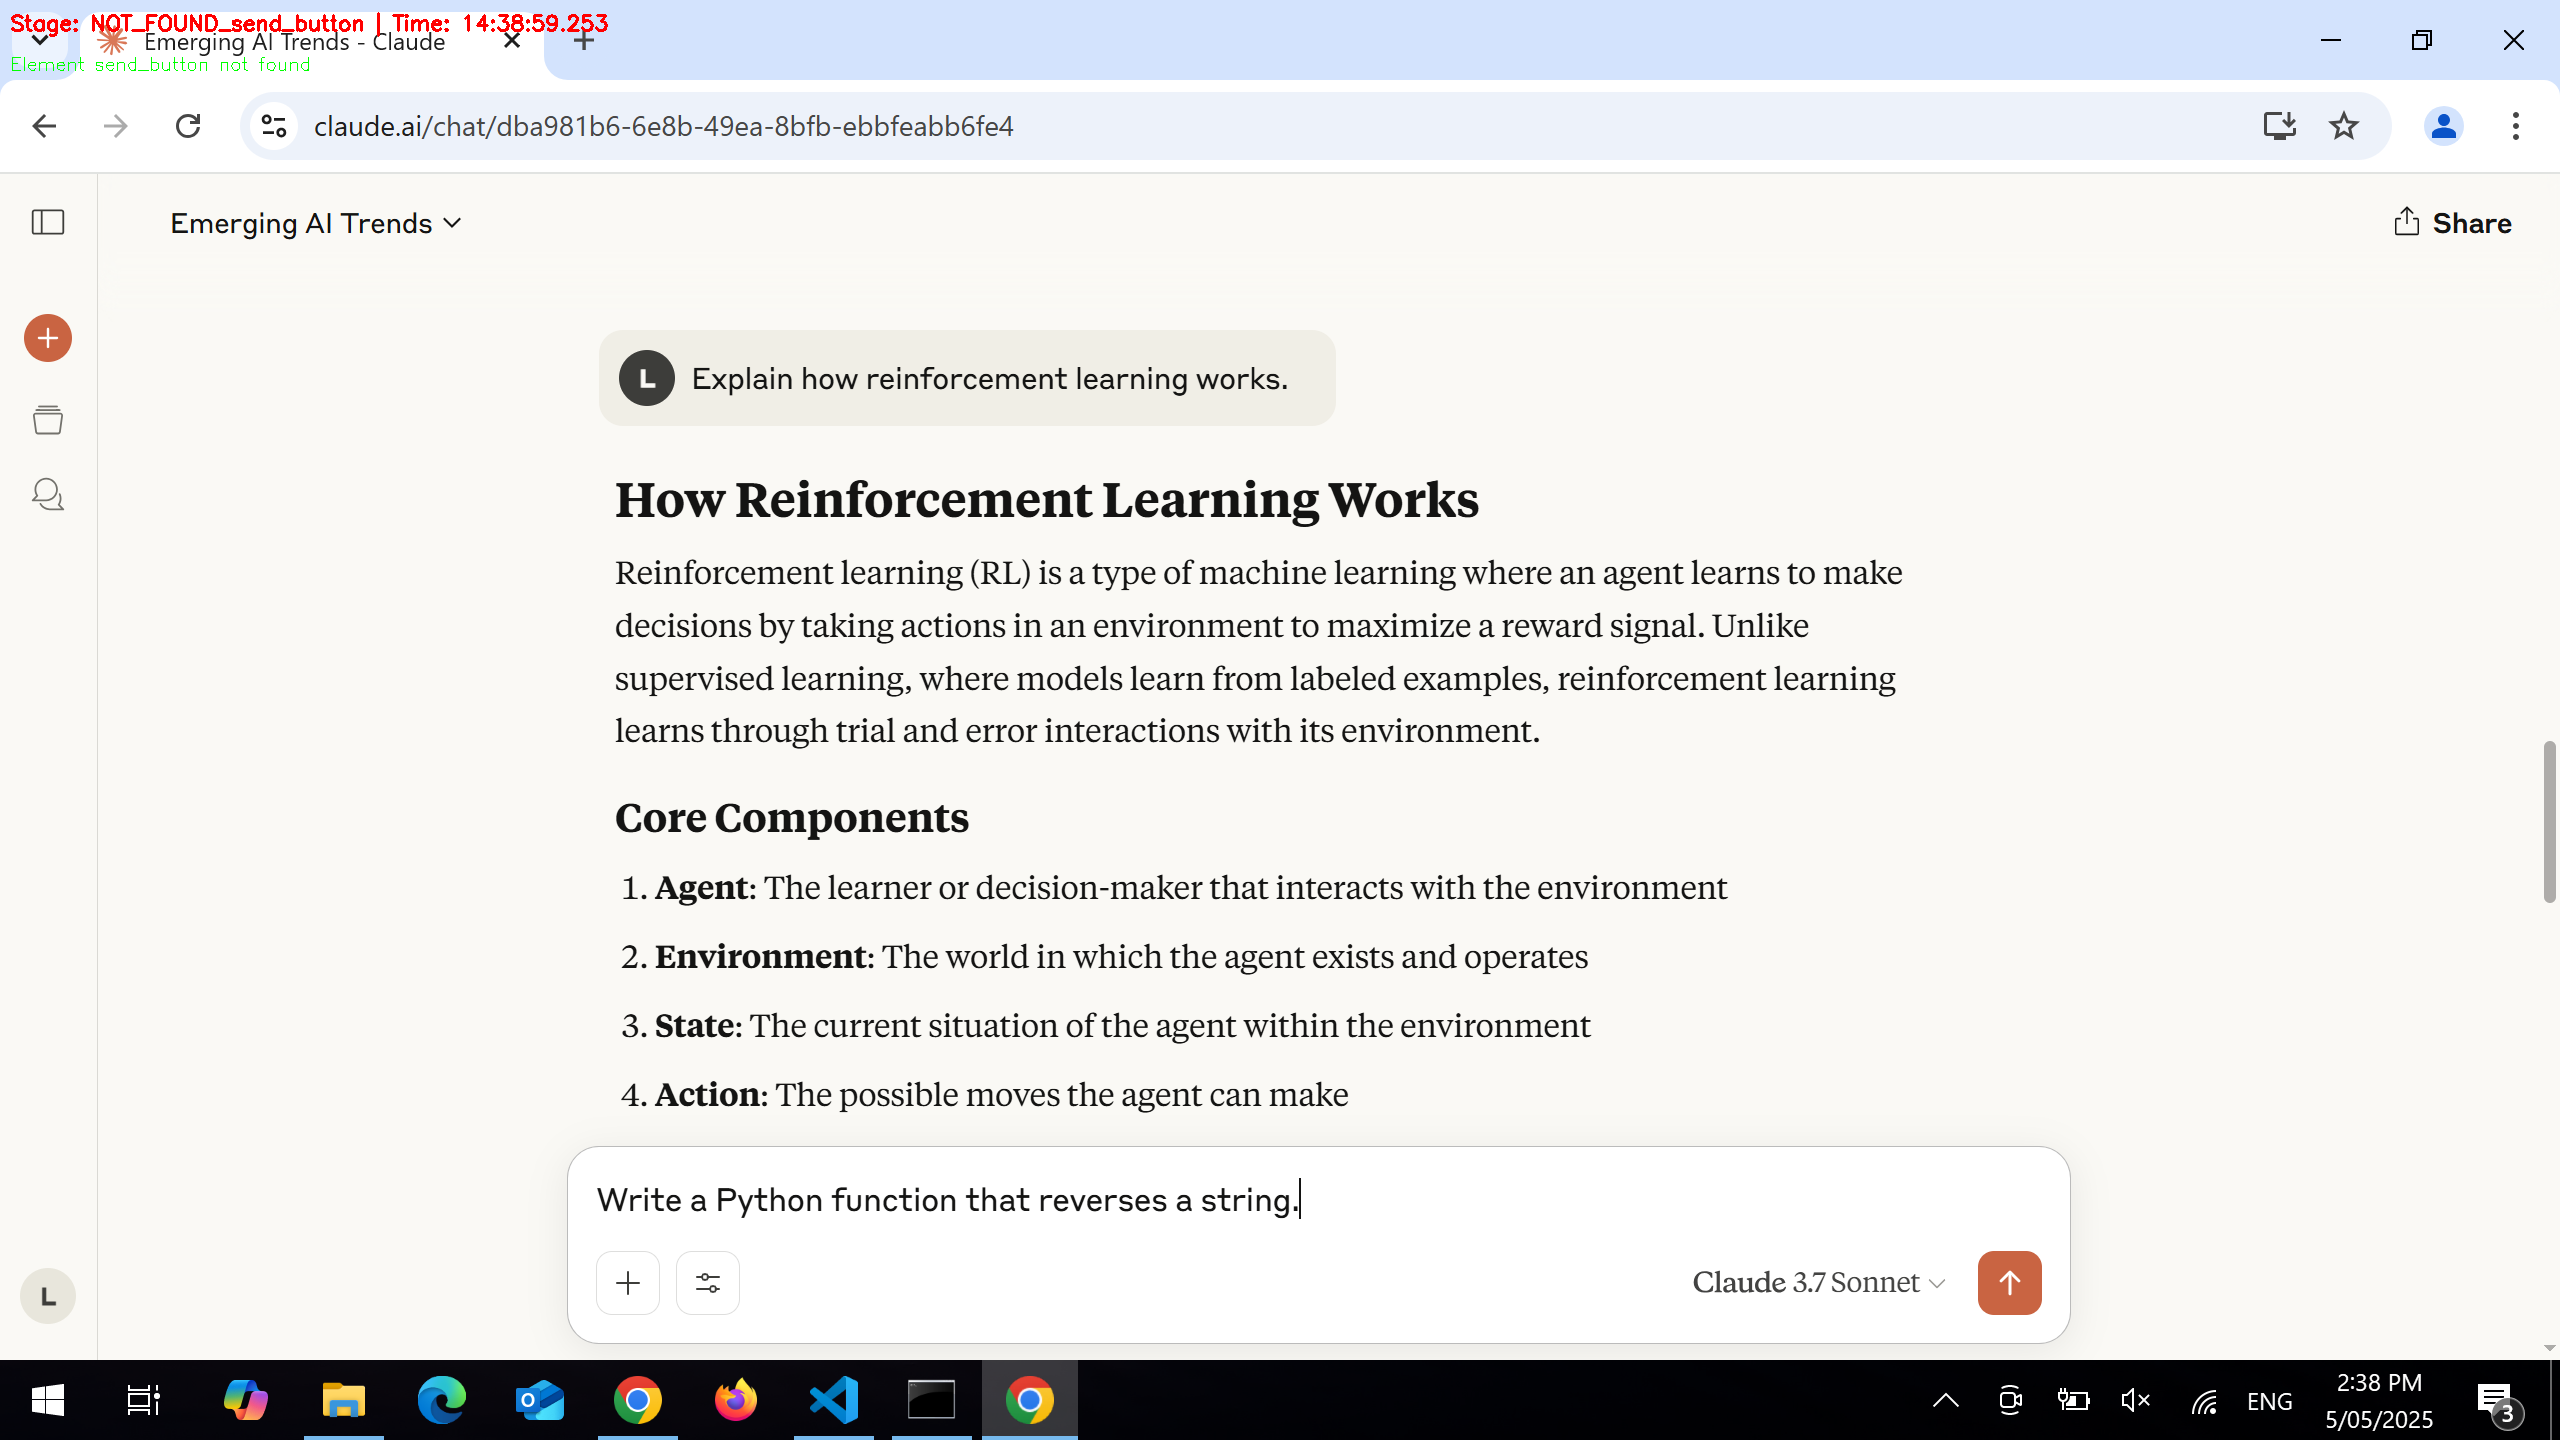 Stage: NOT_FOUND_send_button | Time: 14:38:59.253
Emerging AI Trends - Claude
Element send_button not found
claude.ai/chat/dba981b6-6e8b-49ea-8bfb-ebbfeabb6fe4
Emerging AI Trends
Share
L
Explain how reinforcement learning works.
How Reinforcement Learning Works
Reinforcement learning (RL) is a type of machine learning where an agent learns to make
decisions by taking actions in an environment to maximize a reward signal. Unlike
supervised learning, where models learn from labeled examples, reinforcement learning
learns through trial and error interactions with its environment.
Core Components
1. Agent: The learner or decision-maker that interacts with the environment
2. Environment: The world in which the agent exists and operates
3. State: The current situation of the agent within the environment
4. Action: The possible moves the agent can make
Write a Python function that reverses a string.
Claude 3.7 Sonnet
L
ENG
2:38 PM
5/05/2025
3